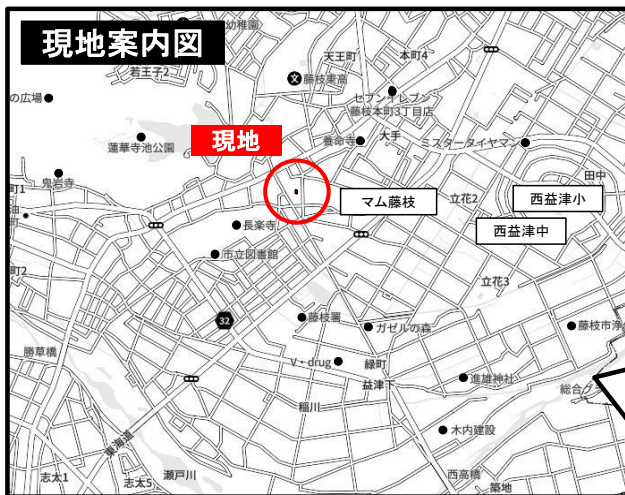 現地案内図
幼稚園
若王子2
の広場
蓮華寺池公園
鬼岩寺
町1
町2
天王町
本町4
文
藤枝東高
セブンイレブン
藤枝本町3丁目店
現地
養命寺
大手
ミスタータイヤマン
田中
マム藤枝
立花2
西益津小
西益津中
長楽寺
市立図書館
立花3
32
藤枝署
ガゼルの森
藤枝市浄
勝草橋
V・drug
緑町
益津下
進雄神社
総合グ
稲川
東海道
木内建設
志太1
志太5
瀬戸川
西高橋
築地